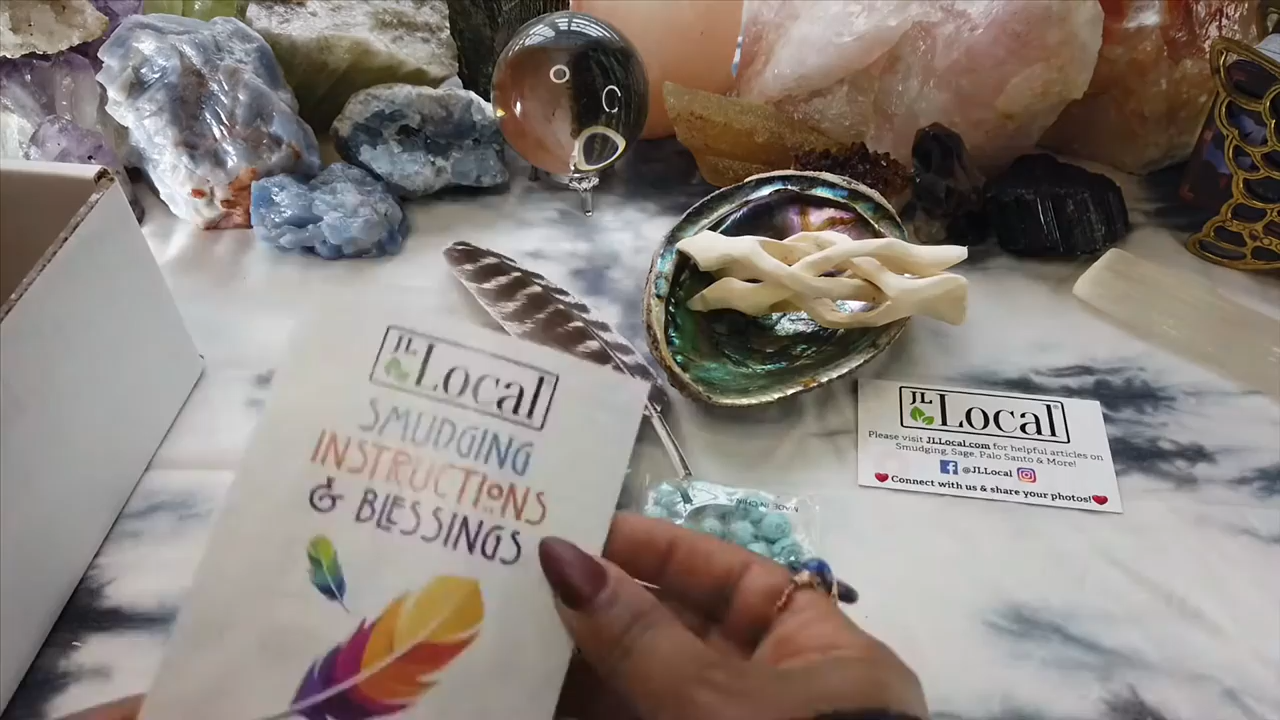 JL
Local
SMUDGING
INSTRUCTIONS
& BLESSINGS
MADE IN CHINA
JL
Local
Please visit JLLocal.com for helpful articles on
Smudging, Sage, Palo Santo & More!
@JLLocal
Connect with us & share your photos!